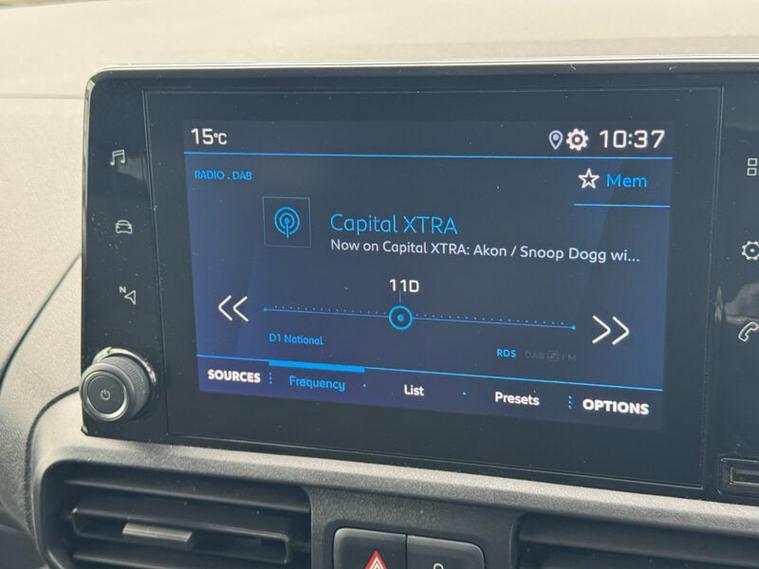 15°C
10:37
RADIO . DAB
Mem
Capital XTRA
Now on Capital XTRA: Akon / Snoop Dogg wi...
11D
D1 National
RDS DAB FM
SOURCES
Frequency
List
Presets
OPTIONS
N